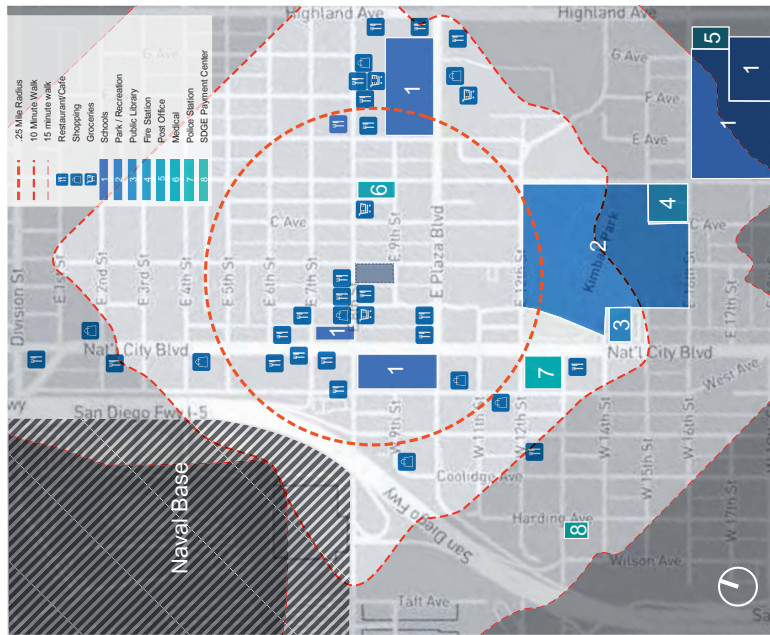 Highland Ave
Highland Ave
G Ave
G Ave
F Ave
E Ave
C Ave
C Ave
.25 Mile Radius
10 Minute Walk
15 minute walk
Restaurant/Cafe
Shopping
Groceries
1 Schools
2 Park / Recreation
3 Public Library
4 Fire Station
5 Post Office
6 Medical
7 Police Station
8 SDGE Payment Center
Division St
E 1st St
E 2nd St
E 3rd St
E 4th St
E 5th St
E 6th St
E 7th St
E 9th St
E Plaza Blvd
E 12th St
E 17th St
Kimball Park
Nat'l City Blvd
Nat'l City Blvd
San Diego Fwy I-5
San Diego Fwy
W 9th St
W 11th St
W 12th St
W 14th St
W 15th St
W 16th St
W 17th St
West Ave
Coolidge Ave
Harding Ave
Wilson Ave
Taft Ave
Naval Base
1
5
1
1
6
2
4
3
1
1
7
8